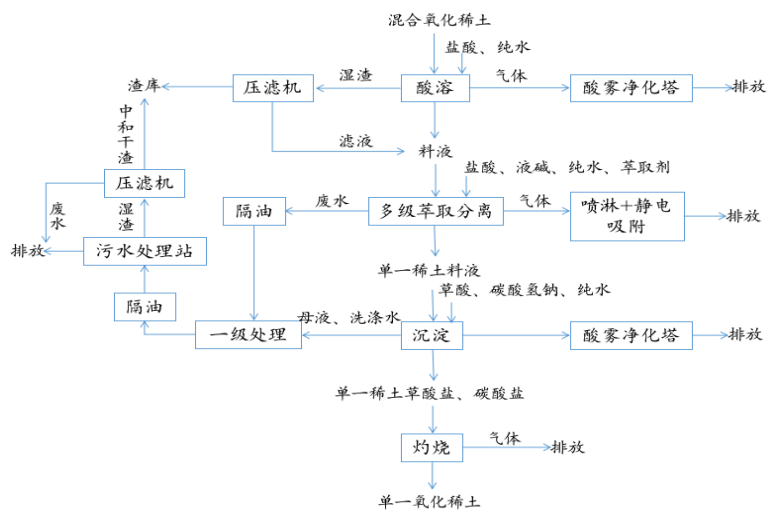 混合氧化稀土
盐酸、纯水
渣库
湿渣
压滤机
酸溶
气体
酸雾净化塔
排放
中和干渣
滤液
料液
盐酸、液碱、纯水、萃取剂
压滤机
废水
湿渣
隔油
废水
多级萃取分离
气体
喷淋+静电
吸附
排放
排放
污水处理站
单一稀土料液
草酸、碳酸氢钠、纯水
隔油
母液、洗涤水
一级处理
沉淀
酸雾净化塔
排放
单一稀土草酸盐、碳酸盐
灼烧
气体
排放
单一氧化稀土